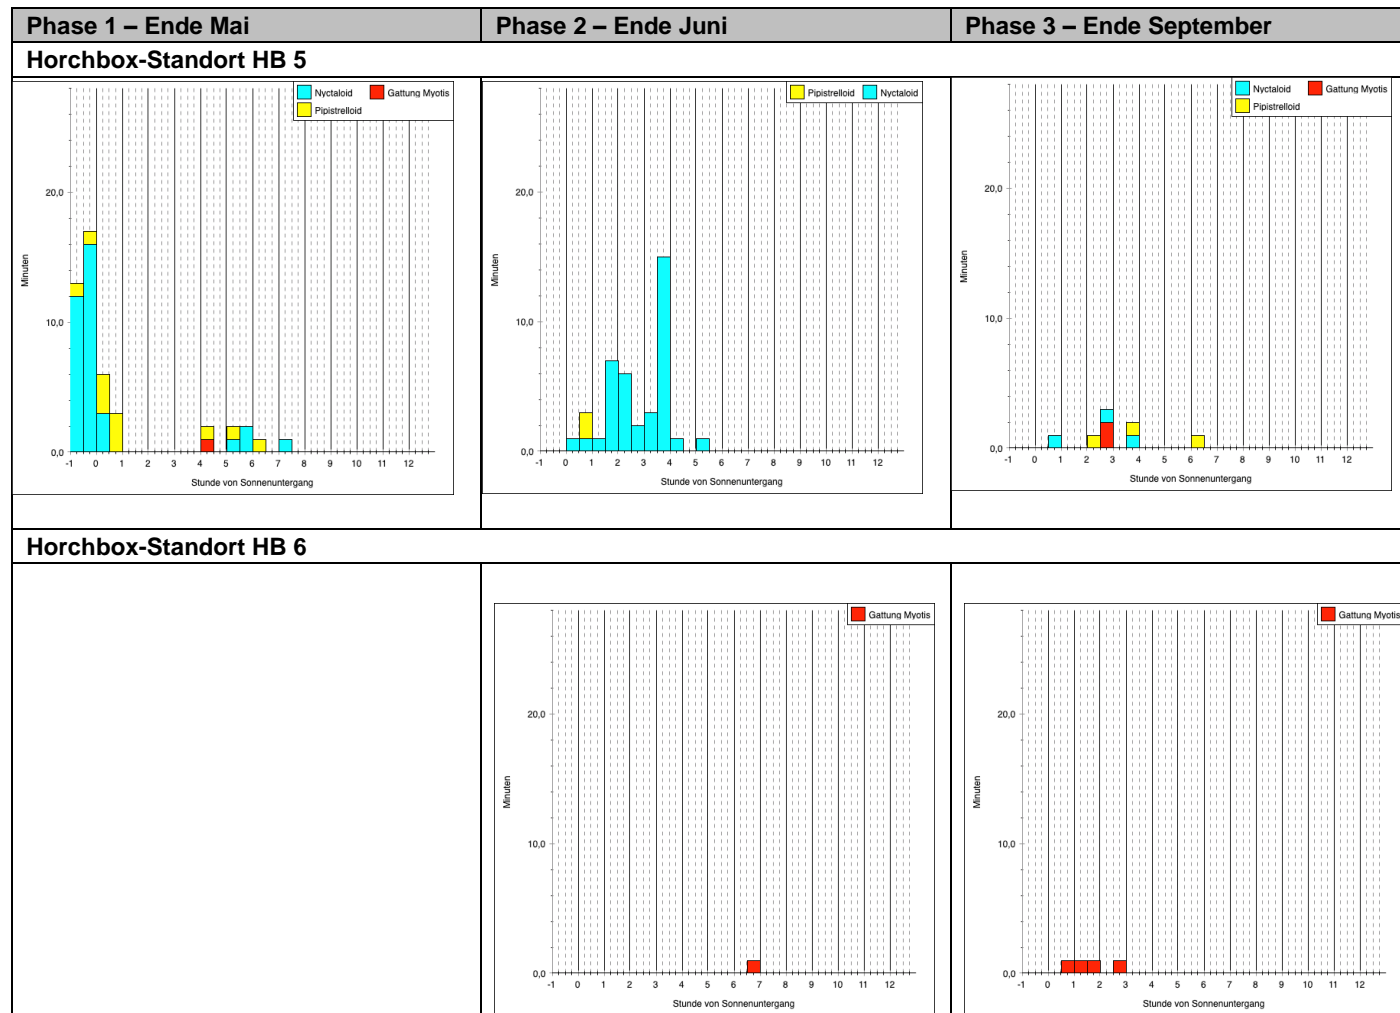 Phase 1 – Ende Mai
Phase 2 – Ende Juni
Phase 3 – Ende September
Horchbox-Standort HB 5
Nyctaloid Gattung Myotis
Pipistrelloid
20,0
10,0
0,0
Minuten
-1 0 1 2 3 4 5 6 7 8 9 10 11 12
Stunde von Sonnenuntergang
Pipistrelloid Nyctaloid
20,0
10,0
0,0
Minuten
-1 0 1 2 3 4 5 6 7 8 9 10 11 12
Stunde von Sonnenuntergang
Nyctaloid Gattung Myotis
Pipistrelloid
20,0
10,0
0,0
Minuten
-1 0 1 2 3 4 5 6 7 8 9 10 11 12
Stunde von Sonnenuntergang
Horchbox-Standort HB 6
Gattung Myotis
20,0
10,0
0,0
Minuten
-1 0 1 2 3 4 5 6 7 8 9 10 11 12
Stunde von Sonnenuntergang
Gattung Myotis
20,0
10,0
0,0
Minuten
-1 0 1 2 3 4 5 6 7 8 9 10 11 12
Stunde von Sonnenuntergang